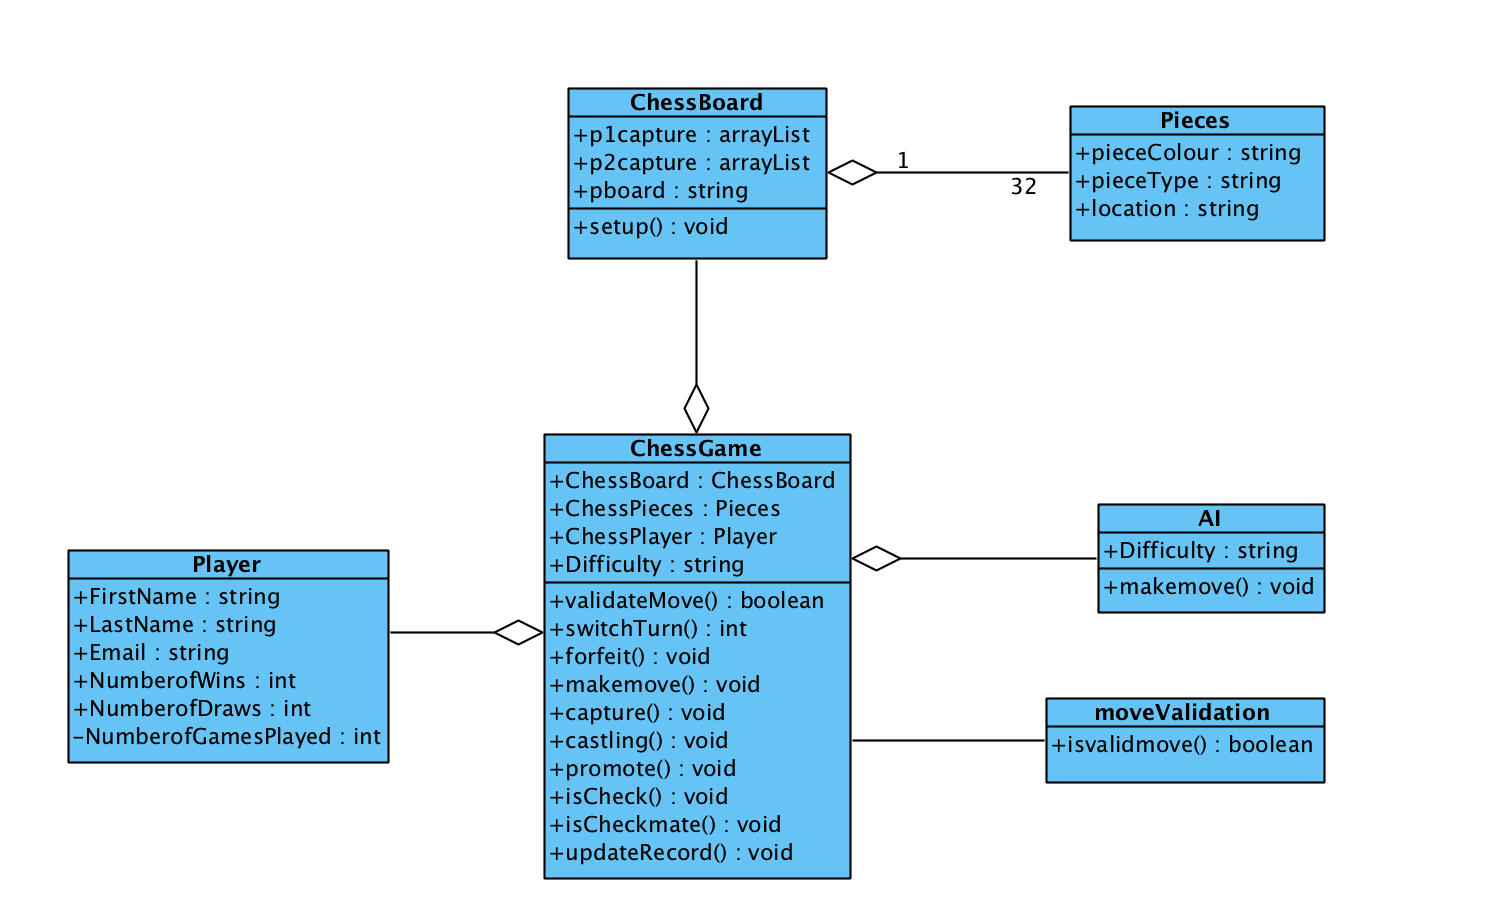 ChessBoard
+p1capture : arrayList
+p2capture : arrayList
+pboard : string
+setup() : void
1
32
Pieces
+pieceColour : string
+pieceType : string
+location : string
ChessGame
+ChessBoard : ChessBoard
+ChessPieces : Pieces
+ChessPlayer : Player
+Difficulty : string
+validateMove() : boolean
+switchTurn() : int
+forfeit() : void
+makemove() : void
+capture() : void
+castling() : void
+promote() : void
+isCheck() : void
+isCheckmate() : void
+updateRecord() : void
Player
+FirstName : string
+LastName : string
+Email : string
+NumberofWins : int
+NumberofDraws : int
-NumberofGamesPlayed : int
AI
+Difficulty : string
+makemove() : void
moveValidation
+isvalidmove() : boolean